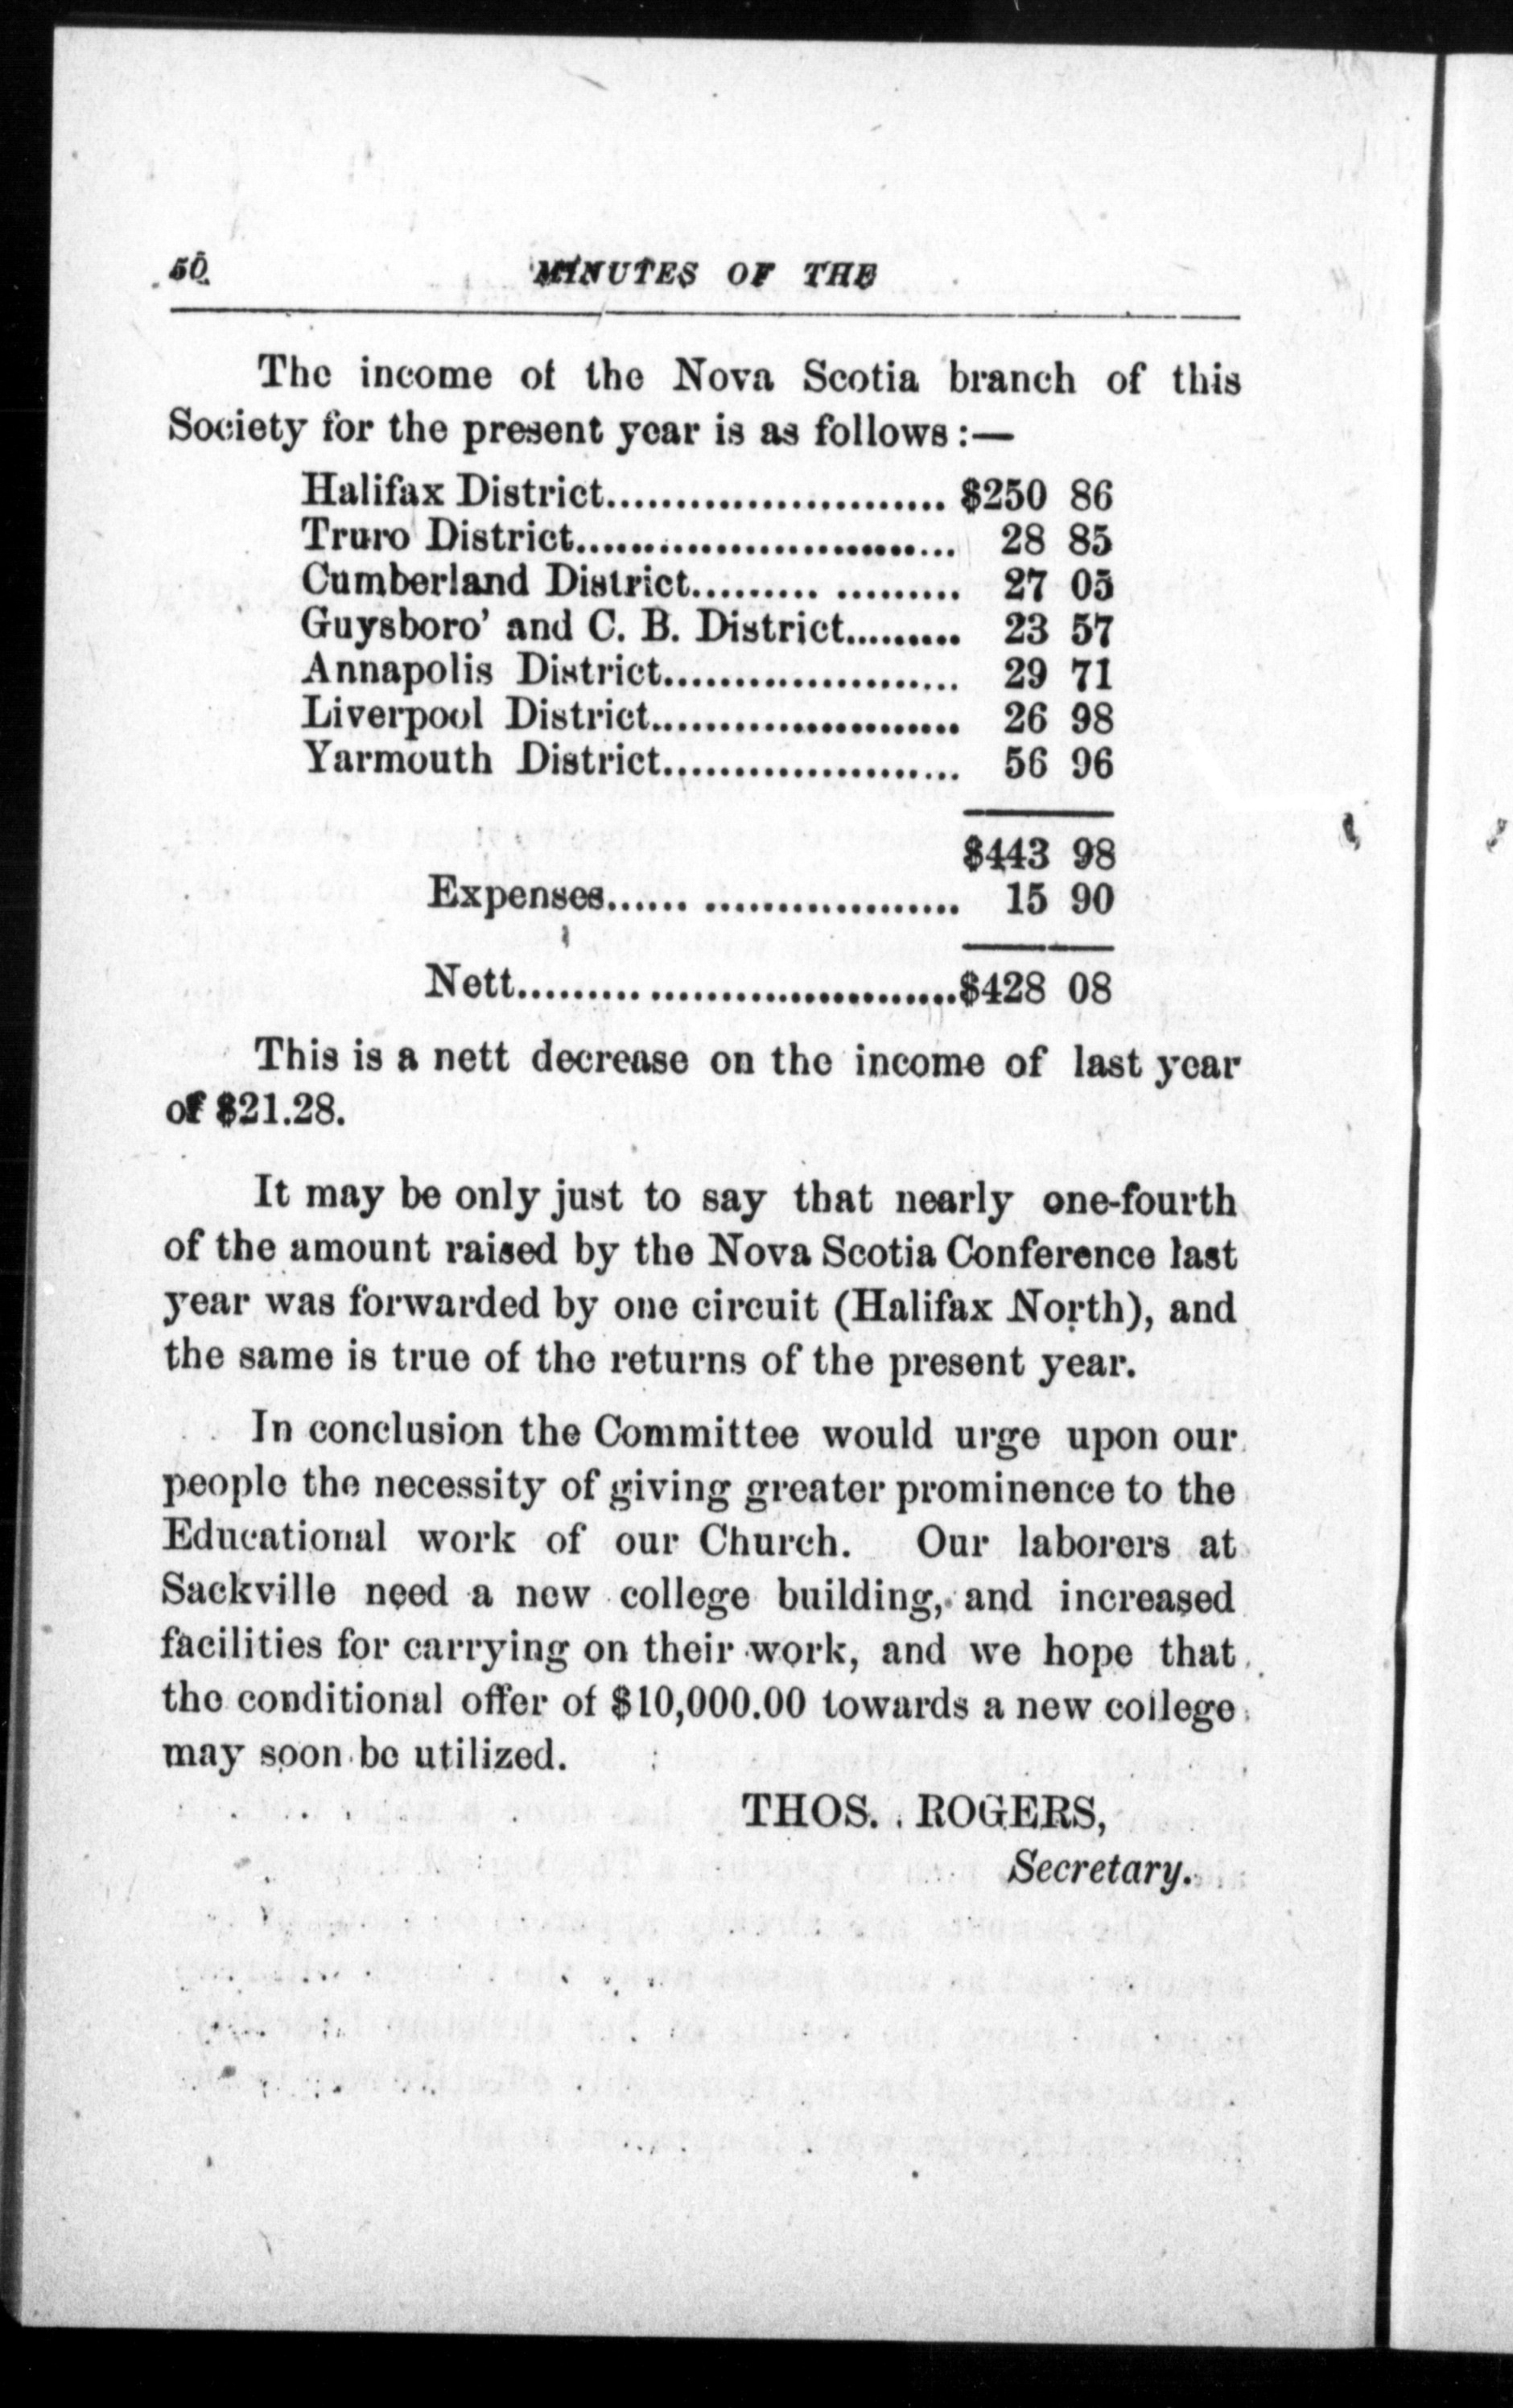 50 MINUTES OF THE
The income of the Nova Scotia branch of this
Society for the present year is as follows :—
Halifax District........................ $250 86
Truro District........................... 28 85
Cumberland District......... ......... 27 05
Guysboro' and C. B. District......... 23 57
Annapolis District..................... 29 71
Liverpool District...................... 26 98
Yarmouth District..................... 56 96
$443 98
Expenses...... .................. 15 90
Nett......... ......................$428 08
This is a nett decrease on the income of last year
of $21.28.
It may be only just to say that nearly one-fourth
of the amount raised by the Nova Scotia Conference last
year was forwarded by one circuit (Halifax North), and
the same is true of the returns of the present year.
In conclusion the Committee would urge upon our
people the necessity of giving greater prominence to the
Educational work of our Church. Our laborers at
Sackville need a new college building, and increased
facilities for carrying on their work, and we hope that
the conditional offer of $10,000.00 towards a new college
may soon be utilized.
THOS. ROGERS,
Secretary.